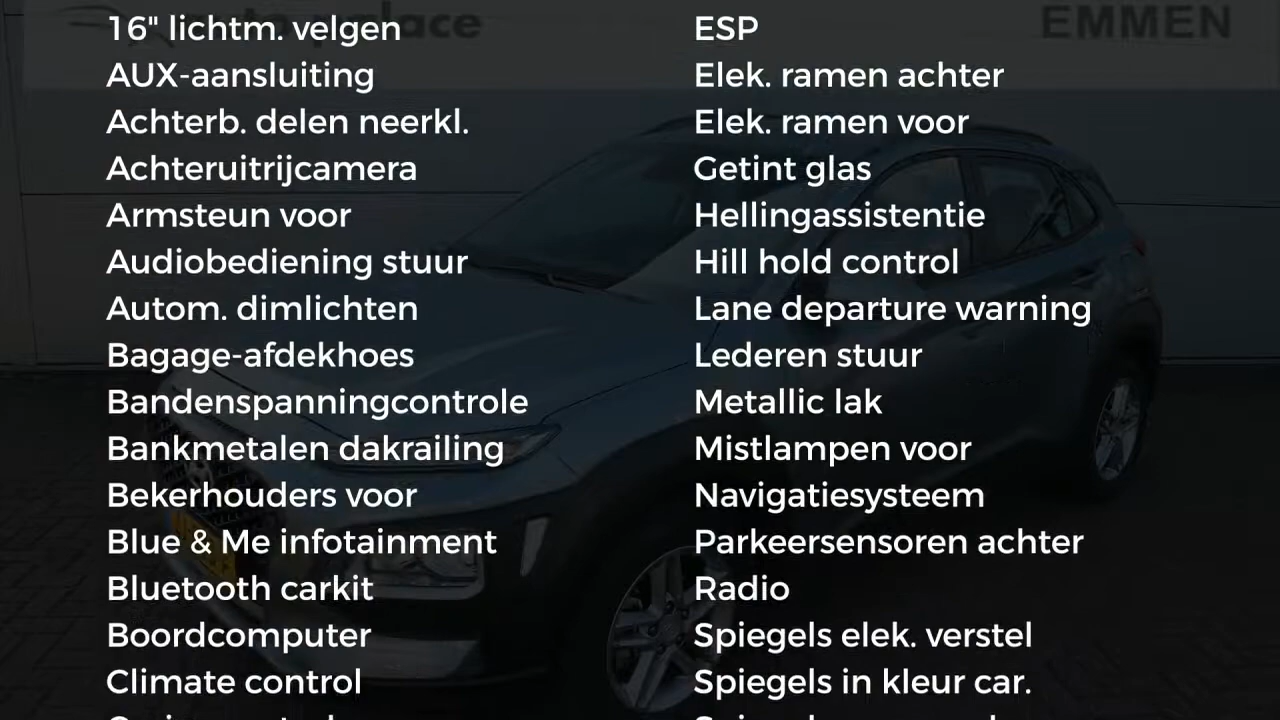 EMMEN
16" lichtm. velgen
AUX-aansluiting
Achterb. delen neerkl.
Achteruitrijcamera
Armsteun voor
Audiobediening stuur
Autom. dimlichten
Bagage-afdekhoes
Bandenspanningcontrole
Bankmetalen dakrailing
Bekerhouders voor
Blue & Me infotainment
Bluetooth carkit
Boordcomputer
Climate control
ESP
Elek. ramen achter
Elek. ramen voor
Getint glas
Hellingassistentie
Hill hold control
Lane departure warning
Lederen stuur
Metallic lak
Mistlampen voor
Navigatiesysteem
Parkeersensoren achter
Radio
Spiegels elek. verstel
Spiegels in kleur car.